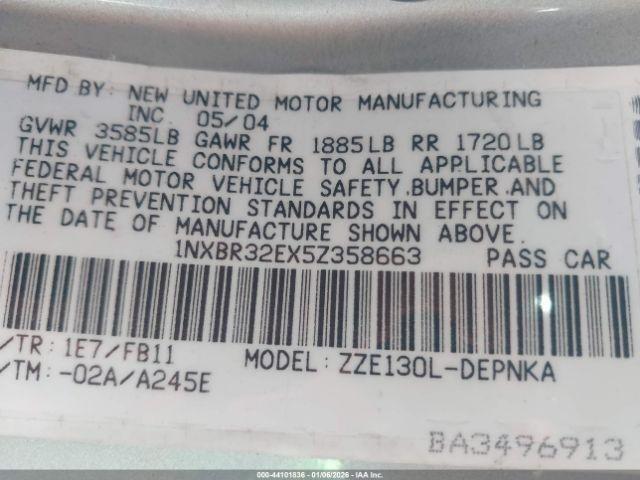 MFD BY: NEW UNITED MOTOR MANUFACTURING
INC. 05/04
GVWR 3585LB GAWR FR 1885LB RR 1720LB
THIS VEHICLE CONFORMS TO ALL APPLICABLE
FEDERAL MOTOR VEHICLE SAFETY,BUMPER,AND
THEFT PREVENTION STANDARDS IN EFFECT ON
THE DATE OF MANUFACTURE SHOWN ABOVE.
1NXBR32EX5Z358663 PASS CAR
/TR: 1E7/FB11 MODEL: ZZE130L-DEPNKA
/TM: -02A/A245E
BA3496913
000-44101836 - 01/06/2026 - IAAI.COM